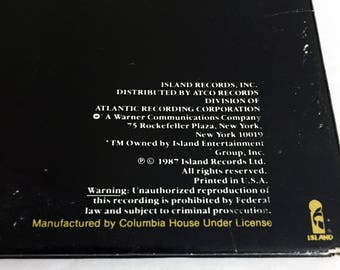 ISLAND RECORDS, INC.
DISTRIBUTED BY ATCO RECORDS
DIVISION OF
ATLANTIC RECORDING CORPORATION
©* A Warner Communications Company
75 Rockefeller Plaza, New York,
New York 10019
*TM Owned by Island Entertainment
Group, Inc.
℗ © 1987 Island Records Ltd.
All rights reserved.
Printed in U.S.A.
Warning: Unauthorized reproduction of
this recording is prohibited by Federal
law and subject to criminal prosecution.
Manufactured by Columbia House Under License
ISLAND